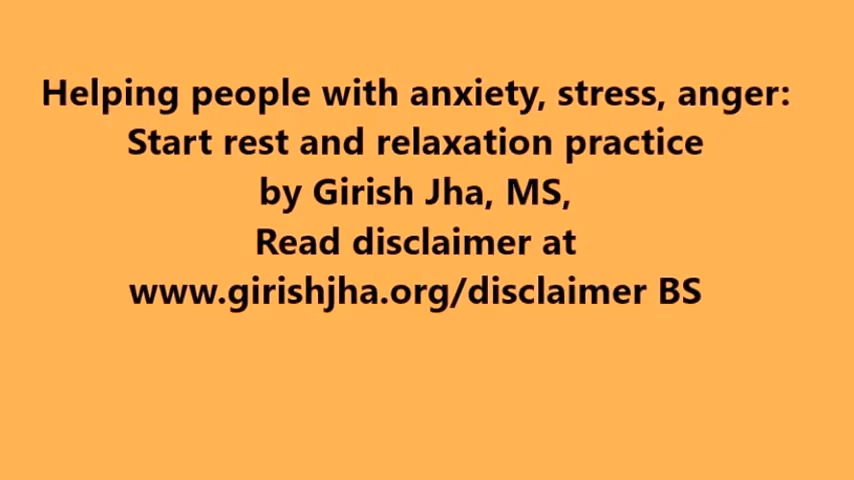 Helping people with anxiety, stress, anger:
Start rest and relaxation practice
by Girish Jha, MS,
Read disclaimer at
www.girishjha.org/disclaimer BS